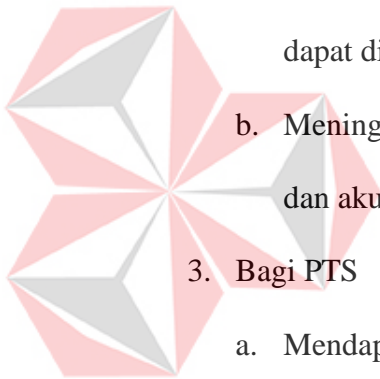 dapat di
b. Mening
dan aku
3. Bagi PTS
a. Mendap